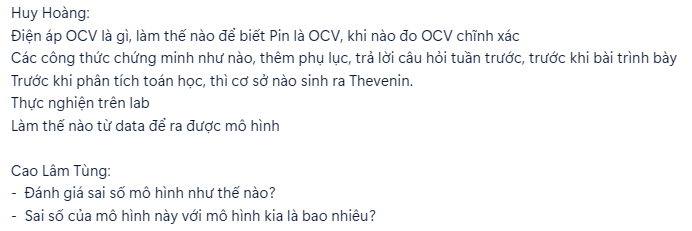 Huy Hoàng:
Điện áp OCV là gì, làm thế nào để biết Pin là OCV, khi nào đo OCV chĩnh xác
Các công thức chứng minh như nào, thêm phụ lục, trả lời câu hỏi tuần trước, trước khi bài trình bày
Trước khi phân tích toán học, thì cơ sở nào sinh ra Thevenin.
Thực nghiện trên lab
Làm thế nào từ data để ra được mô hình
Cao Lâm Tùng:
- Đánh giá sai số mô hình như thế nào?
- Sai số của mô hình này với mô hình kia là bao nhiêu?